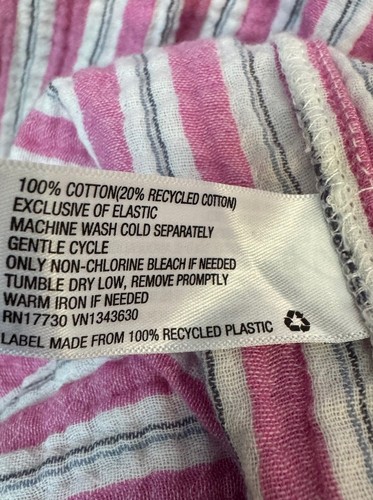 100% COTTON(20% RECYCLED COTTON)
EXCLUSIVE OF ELASTIC
MACHINE WASH COLD SEPARATELY
GENTLE CYCLE
ONLY NON-CHLORINE BLEACH IF NEEDED
TUMBLE DRY LOW, REMOVE PROMPTLY
WARM IRON IF NEEDED
RN17730 VN1343630
LABEL MADE FROM 100% RECYCLED PLASTIC